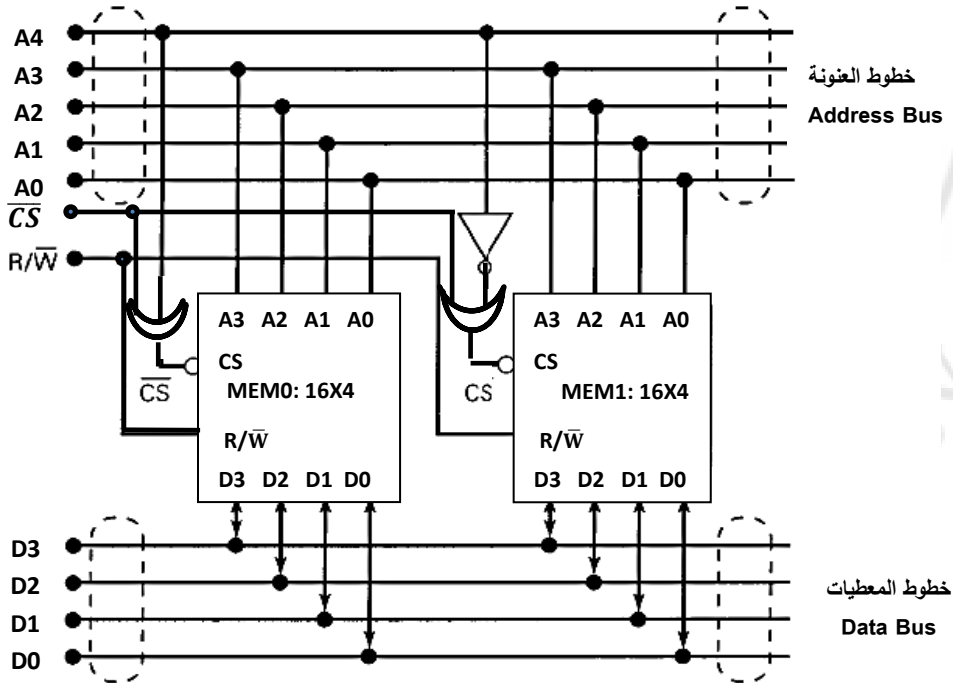 A4
A3
خطوط العنونة
A2
Address Bus
A1
A0
C̅S̅
R/W̅
A3 A2 A1 A0
A3 A2 A1 A0
CS
CS
C̅S̅
MEM0: 16X4
CS
MEM1: 16X4
R/W̅
R/W̅
D3 D2 D1 D0
D3 D2 D1 D0
D3
D2
خطوط المعطيات
D1
Data Bus
D0